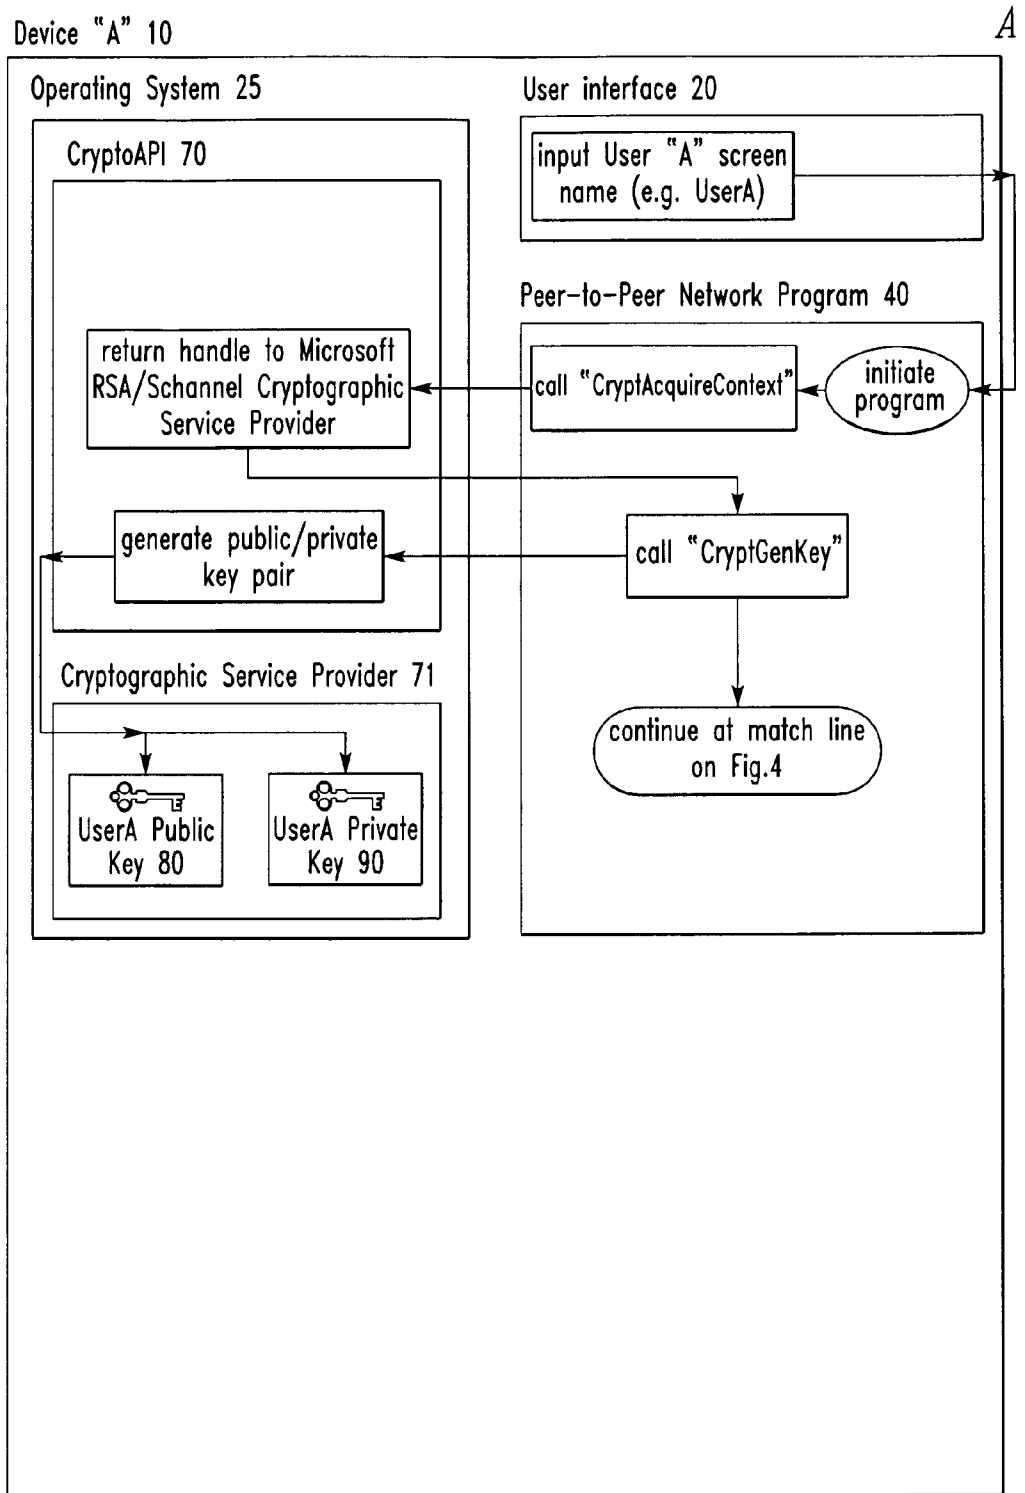 A
Device “A” 10
Operating System 25
User interface 20
CryptoAPI 70
input User “A” screen
name (e.g. UserA)
Peer-to-Peer Network Program 40
return handle to Microsoft
RSA/Schannel Cryptographic
Service Provider
call “CryptAcquireContext”
initiate
program
generate public/private
key pair
call “CryptGenKey”
Cryptographic Service Provider 71
continue at match line
on Fig.4
UserA Public
Key 80
UserA Private
Key 90